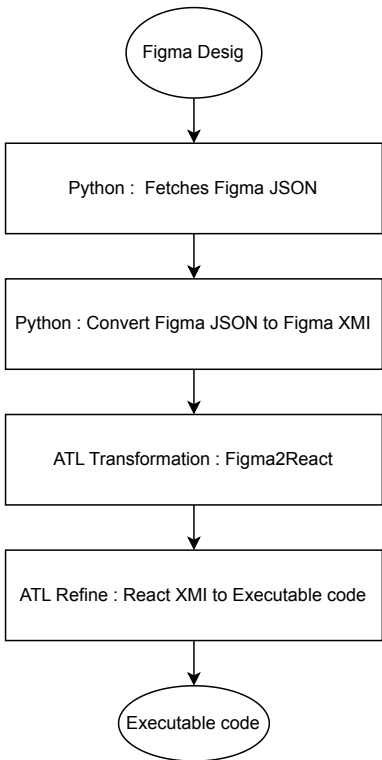 Figma Desig
Python :  Fetches Figma JSON
Python : Convert Figma JSON to Figma XMI
ATL Transformation : Figma2React
ATL Refine : React XMI to Executable code
Executable code